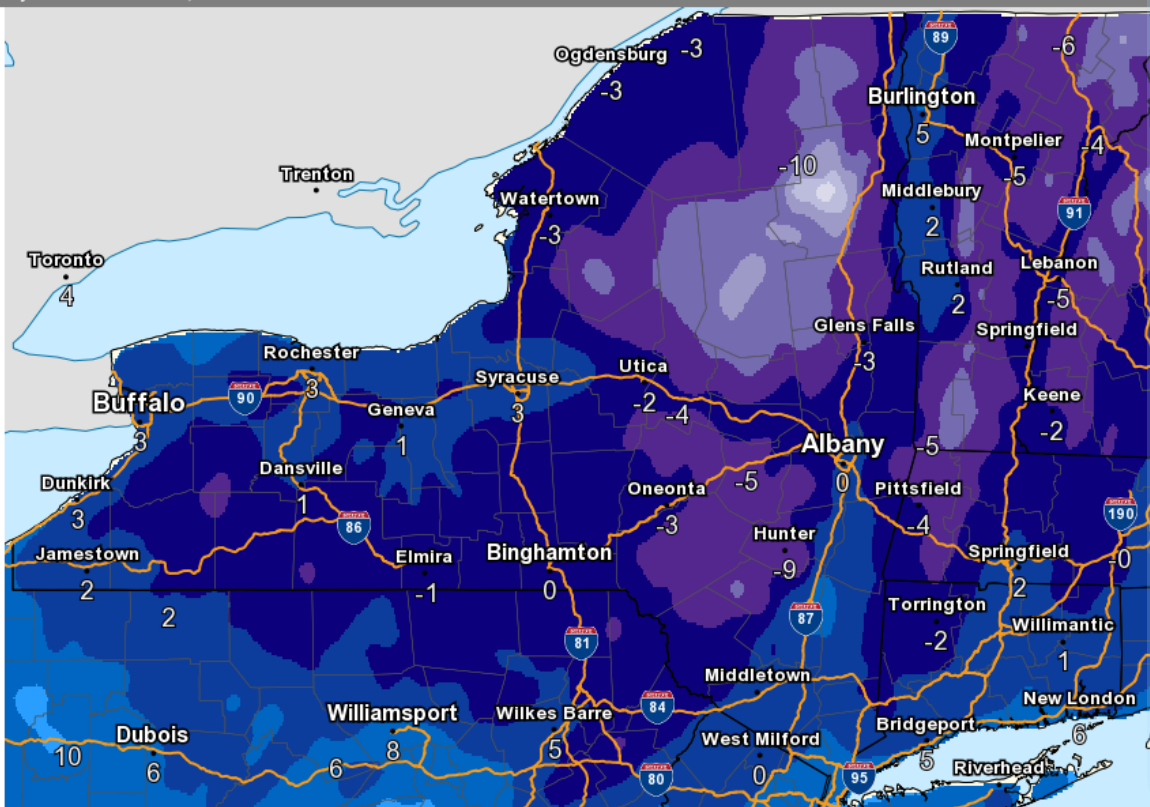 -3
Ogdensburg
-3
-6
89
Burlington
5
Montpelier
-4
-10
-5
Trenton
Middlebury
2
91
Watertown
-3
Toronto
4
Rutland
2
Lebanon
-5
Glens Falls
-3
Springfield
Rochester
3
Utica
-2
-4
Syracuse
3
90
Buffalo
3
Geneva
1
Keene
-2
Albany
0
-5
Dansville
1
Dunkirk
3
Oneonta
-3
-5
Pittsfield
-4
86
190
Hunter
-9
Jamestown
2
Elmira
-1
Binghamton
0
Springfield
2
-0
2
Torrington
-2
87
Willimantic
1
81
Middletown
84
New London
6
Williamsport
8
Wilkes Barre
5
Dubois
6
10
6
West Milford
0
Bridgeport
5
80
95
Riverhead